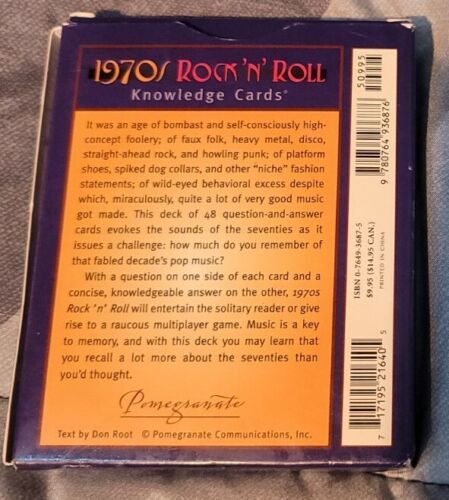 1970s ROCK 'N' ROLL
Knowledge Cards®
It was an age of bombast and self-consciously high-
concept foolery; of faux folk, heavy metal, disco,
straight-ahead rock, and howling punk; of platform
shoes, spiked dog collars, and other "niche" fashion
statements; of wild-eyed behavioral excess despite
which, miraculously, quite a lot of very good music
got made. This deck of 48 question-and-answer
cards evokes the sounds of the seventies as it
issues a challenge: how much do you remember of
that fabled decade's pop music?
With a question on one side of each card and a
concise, knowledgeable answer on the other, 1970s
Rock 'n' Roll will entertain the solitary reader or give
rise to a raucous multiplayer game. Music is a key
to memory, and with this deck you may learn that
you recall a lot more about the seventies than
you'd thought.
Pomegranate
Text by Don Root © Pomegranate Communications, Inc.
50995
9 780764 936876
ISBN 0-7649-3687-5
$9.95 ($14.95 CAN.)
PRINTED IN CHINA
7 17195 21640 5